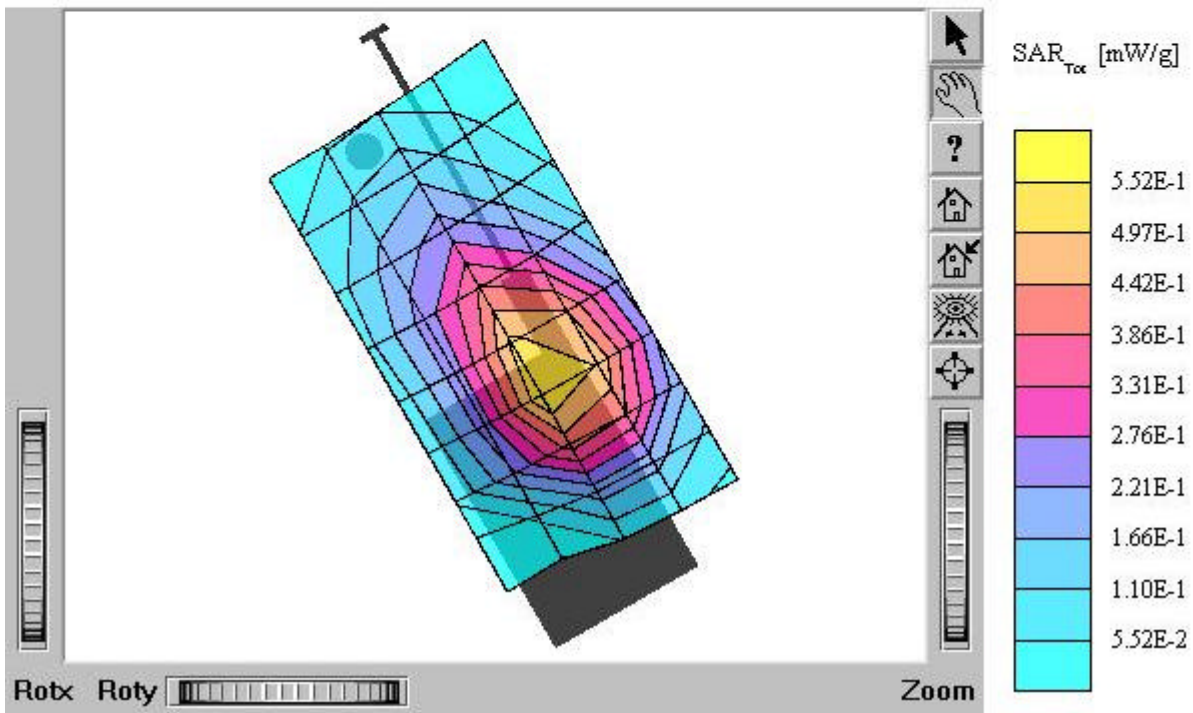 SAR_Tot [mW/g]
?
5.52E-1
4.97E-1
4.42E-1
3.86E-1
3.31E-1
2.76E-1
2.21E-1
1.66E-1
1.10E-1
5.52E-2
Rotx Roty Zoom